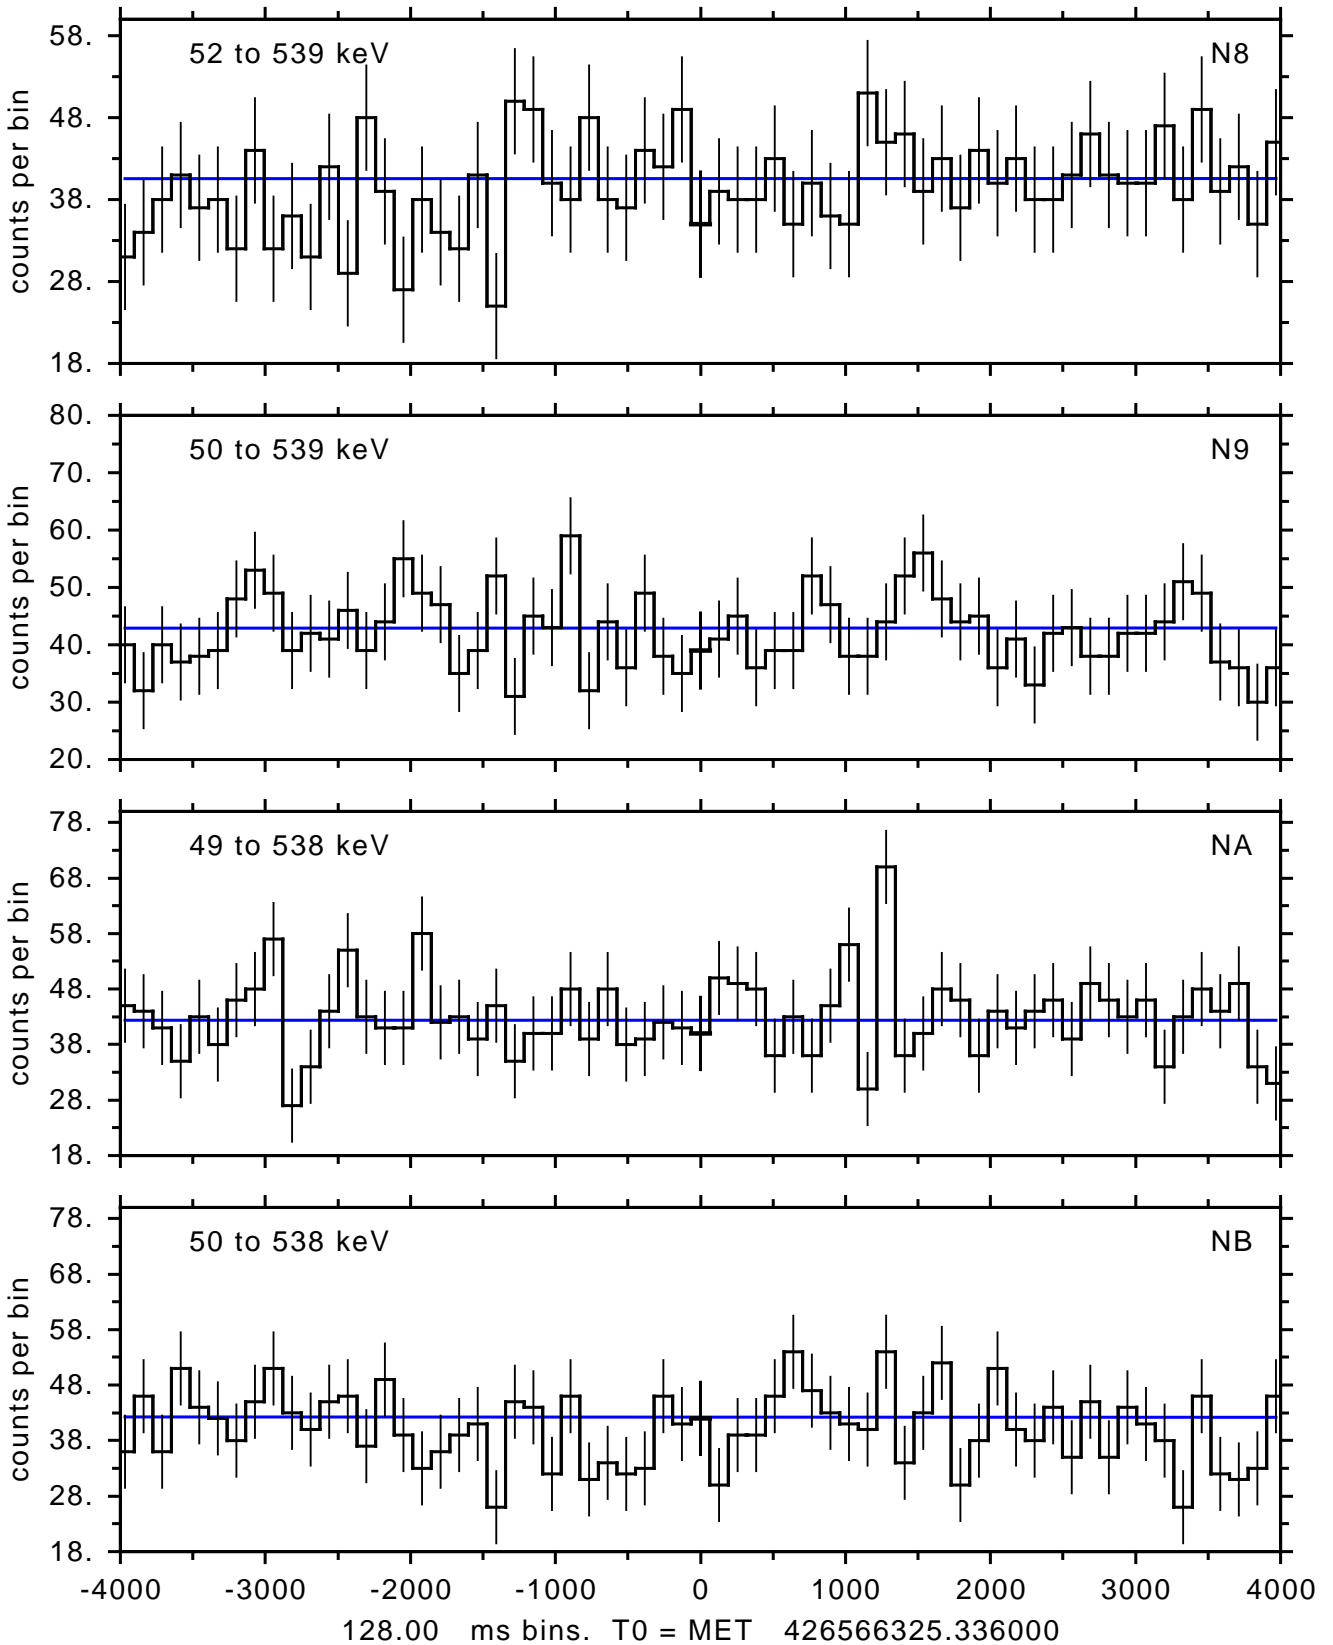 52 to 539 keV N8
58.
48.
38.
28.
18.
counts per bin
50 to 539 keV N9
80.
70.
60.
50.
40.
30.
20.
counts per bin
49 to 538 keV NA
78.
68.
58.
48.
38.
28.
18.
counts per bin
50 to 538 keV NB
78.
68.
58.
48.
38.
28.
18.
counts per bin
-4000 -3000 -2000 -1000 0 1000 2000 3000 4000
128.00 ms bins. T0 = MET 426566325.336000